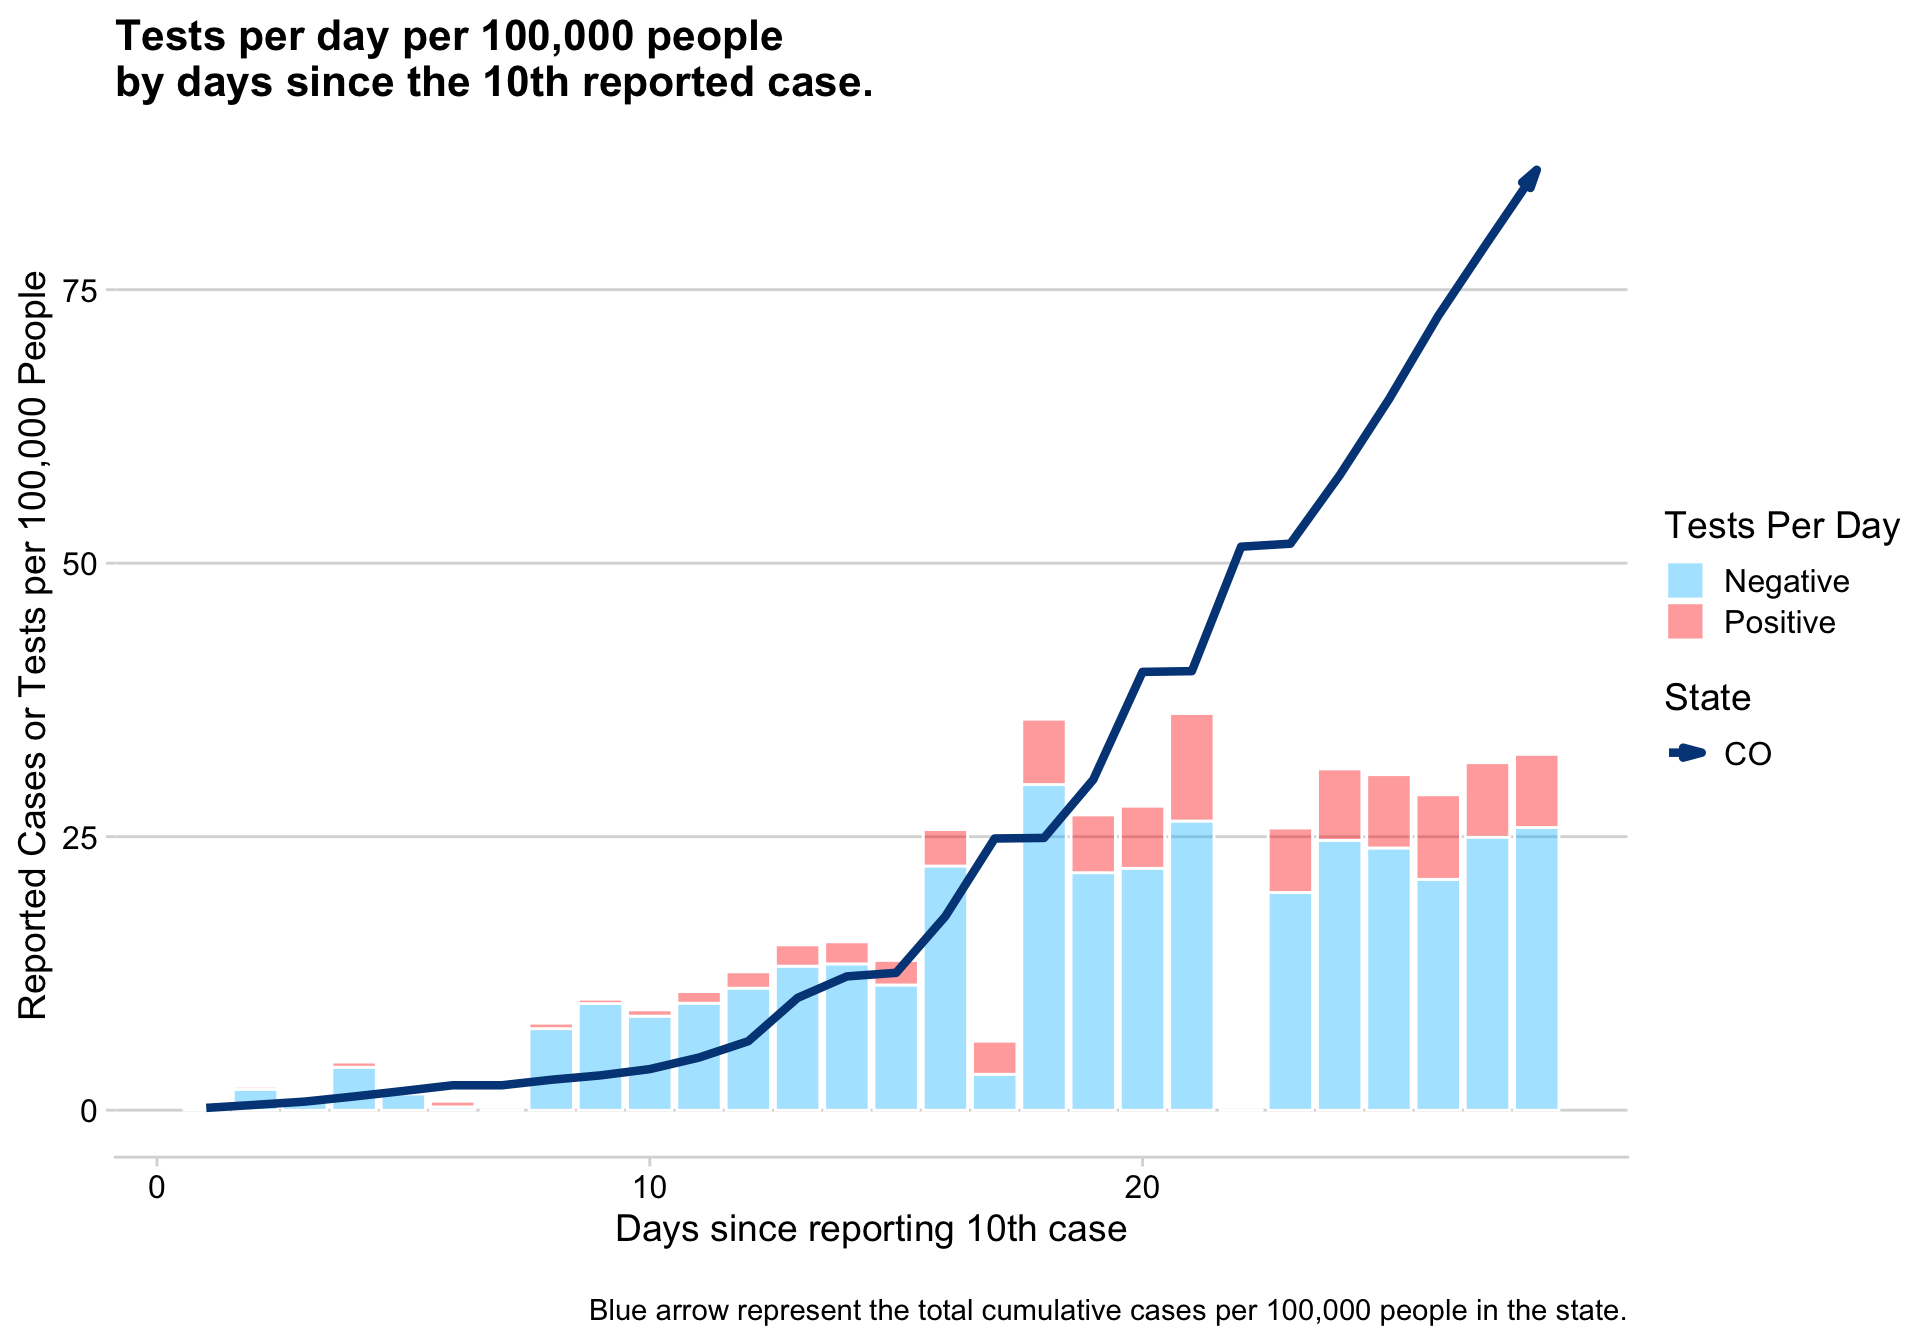 Tests per day per 100,000 people
by days since the 10th reported case.
Reported Cases or Tests per 100,000 People
75
50
25
0
0
10
20
Days since reporting 10th case
Tests Per Day
Negative
Positive
State
CO
Blue arrow represent the total cumulative cases per 100,000 people in the state.